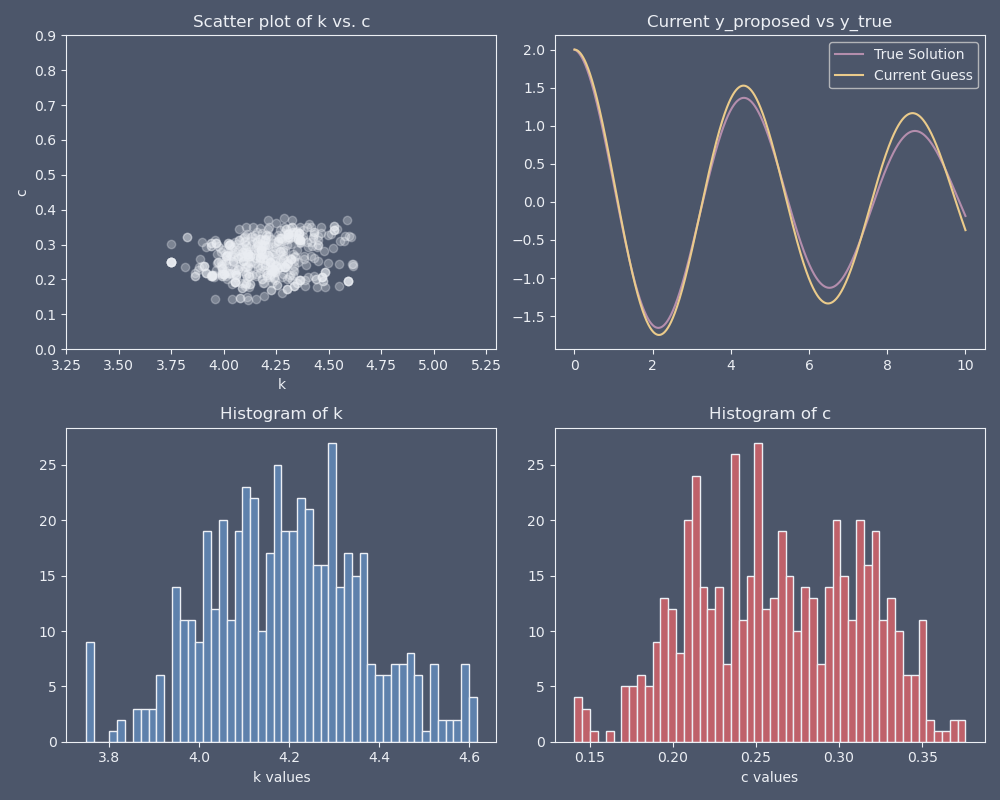 Scatter plot of k vs. c
0.9
0.8
0.7
0.6
0.5
0.4
0.3
0.2
0.1
0.0
c
3.25 3.50 3.75 4.00 4.25 4.50 4.75 5.00 5.25
k
Current y_proposed vs y_true
True Solution
Current Guess
2.0
1.5
1.0
0.5
0.0
−0.5
−1.0
−1.5
0 2 4 6 8 10
Histogram of k
25
20
15
10
5
0
3.8 4.0 4.2 4.4 4.6
k values
Histogram of c
25
20
15
10
5
0
0.15 0.20 0.25 0.30 0.35
c values